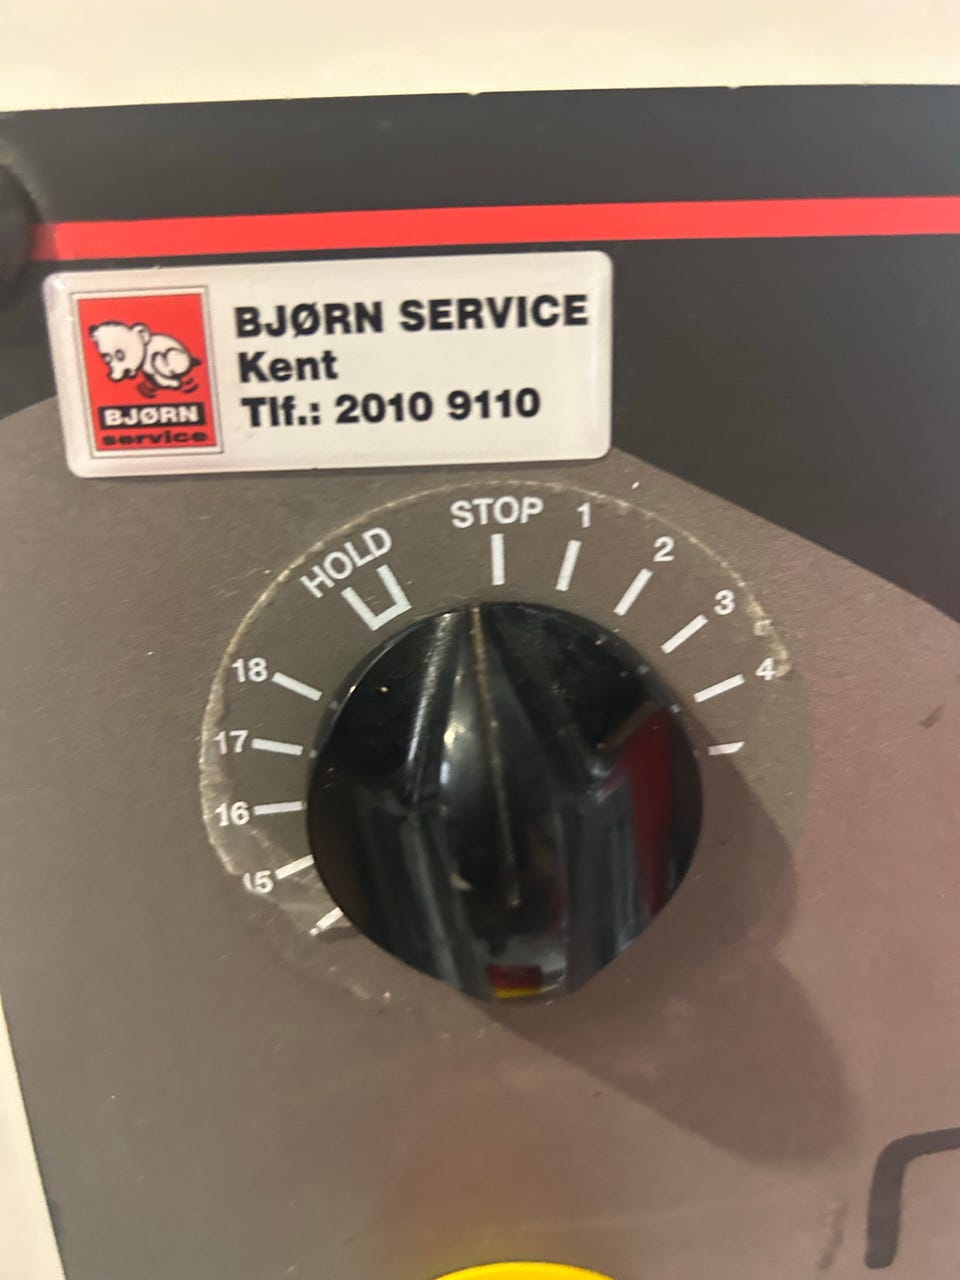 BJØRN SERVICE
Kent
Tlf.: 2010 9110
BJØRN
service
HOLD
STOP
1
2
3
4
18
17
16
15